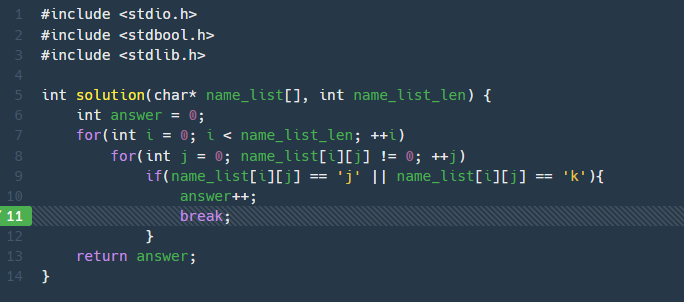 1 #include <stdio.h>
2 #include <stdbool.h>
3 #include <stdlib.h>
4
5 int solution(char* name_list[], int name_list_len) {
6     int answer = 0;
7     for(int i = 0; i < name_list_len; ++i)
8         for(int j = 0; name_list[i][j] != 0; ++j)
9             if(name_list[i][j] == 'j' || name_list[i][j] == 'k'){
10                 answer++;
11                 break;
12             }
13     return answer;
14 }